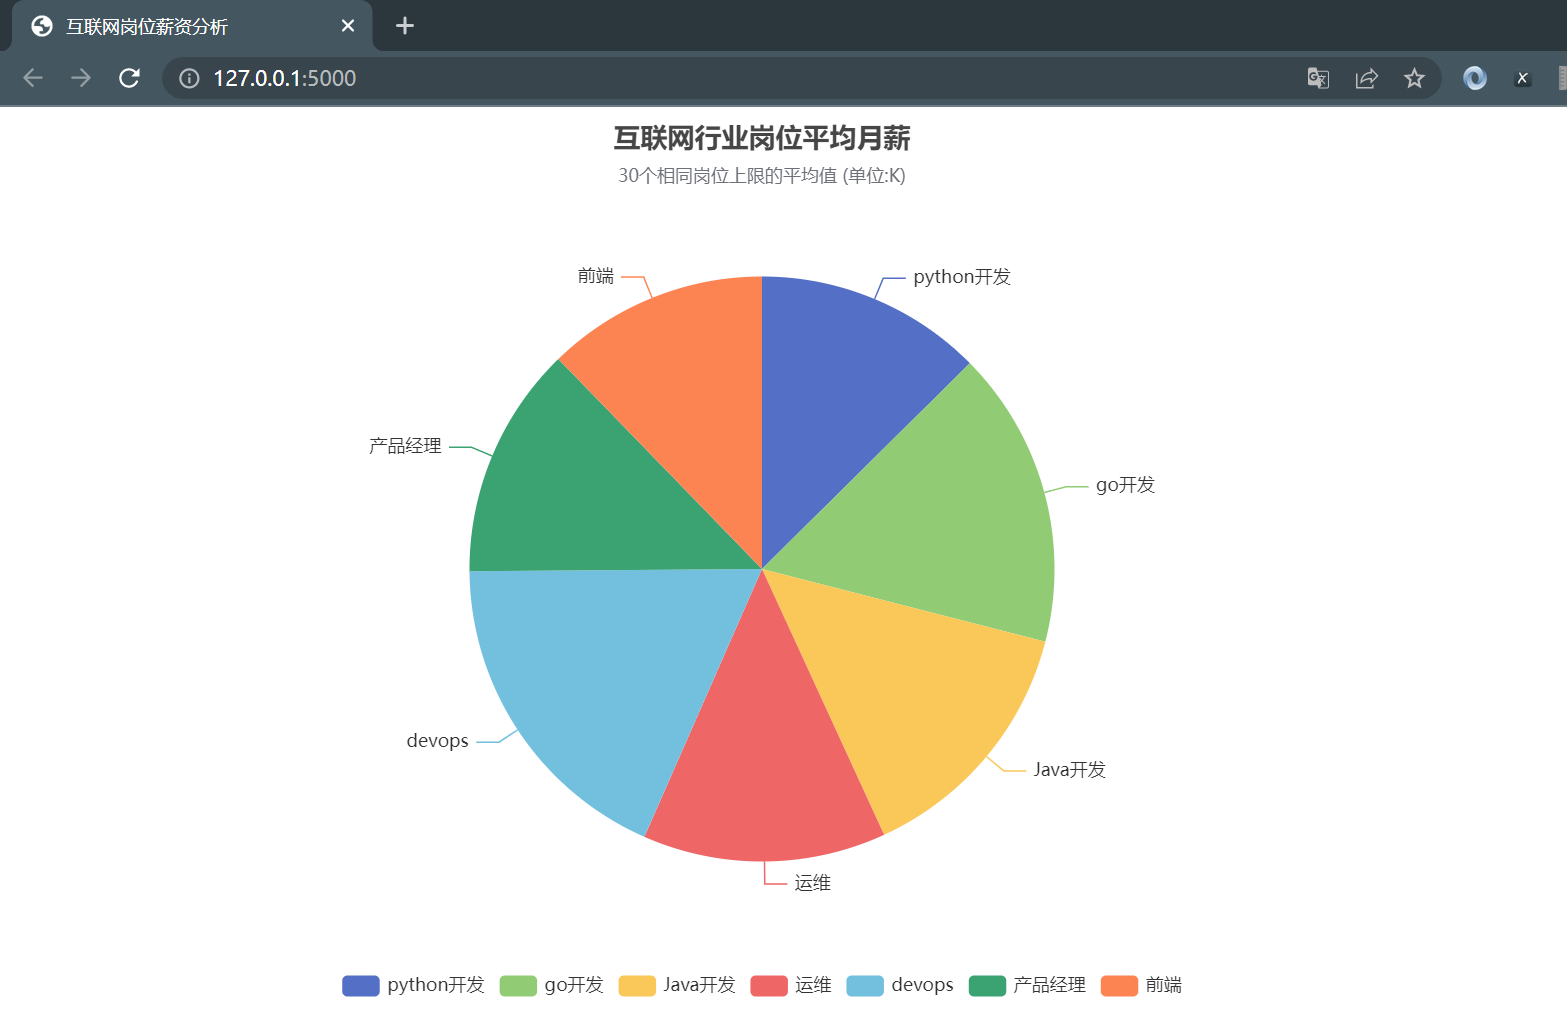 互联网岗位薪资分析
127.0.0.1:5000
互联网行业岗位平均月薪
30个相同岗位上限的平均值 (单位:K)
前端
python开发
产品经理
go开发
devops
Java开发
运维
python开发 go开发 Java开发 运维 devops 产品经理 前端